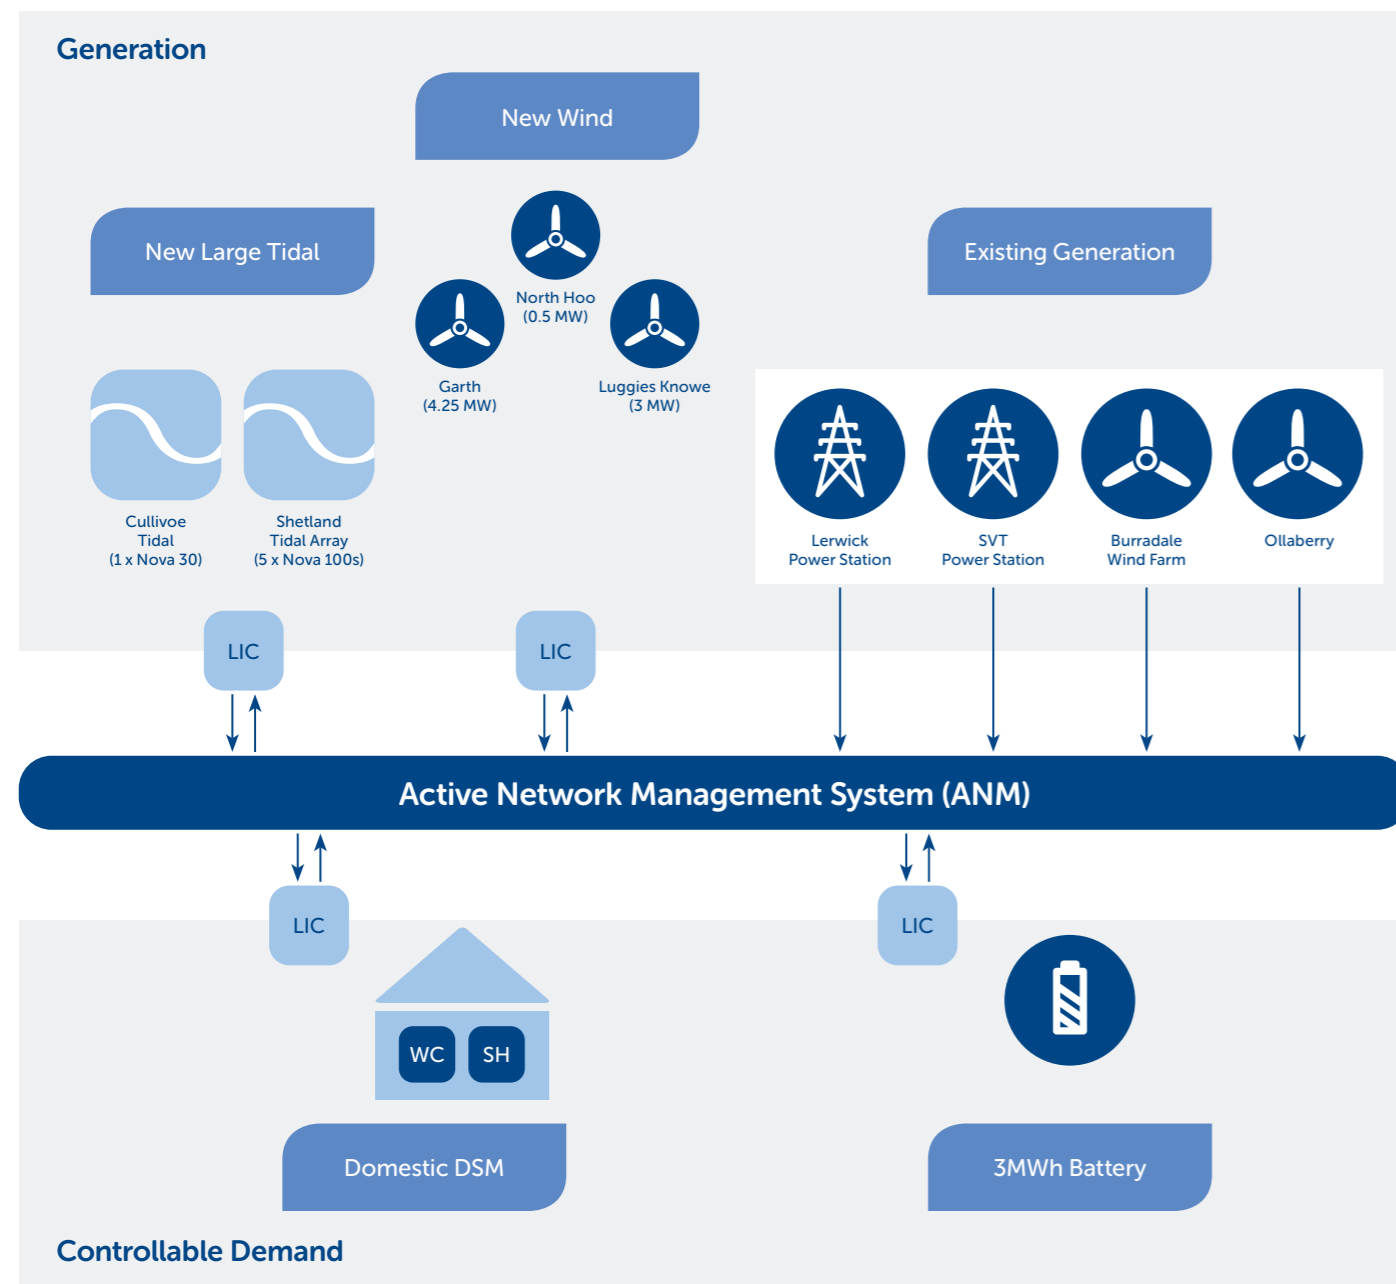 Generation
New Wind
New Large Tidal
Existing Generation
North Hoo
(0.5 MW)
Garth
(4.25 MW)
Luggies Knowe
(3 MW)
Cullivoe
Tidal
(1 x Nova 30)
Shetland
Tidal Array
(5 x Nova 100s)
Lerwick
Power Station
SVT
Power Station
Burradale
Wind Farm
Ollaberry
LIC
LIC
Active Network Management System (ANM)
LIC
LIC
WC
SH
Domestic DSM
3MWh Battery
Controllable Demand